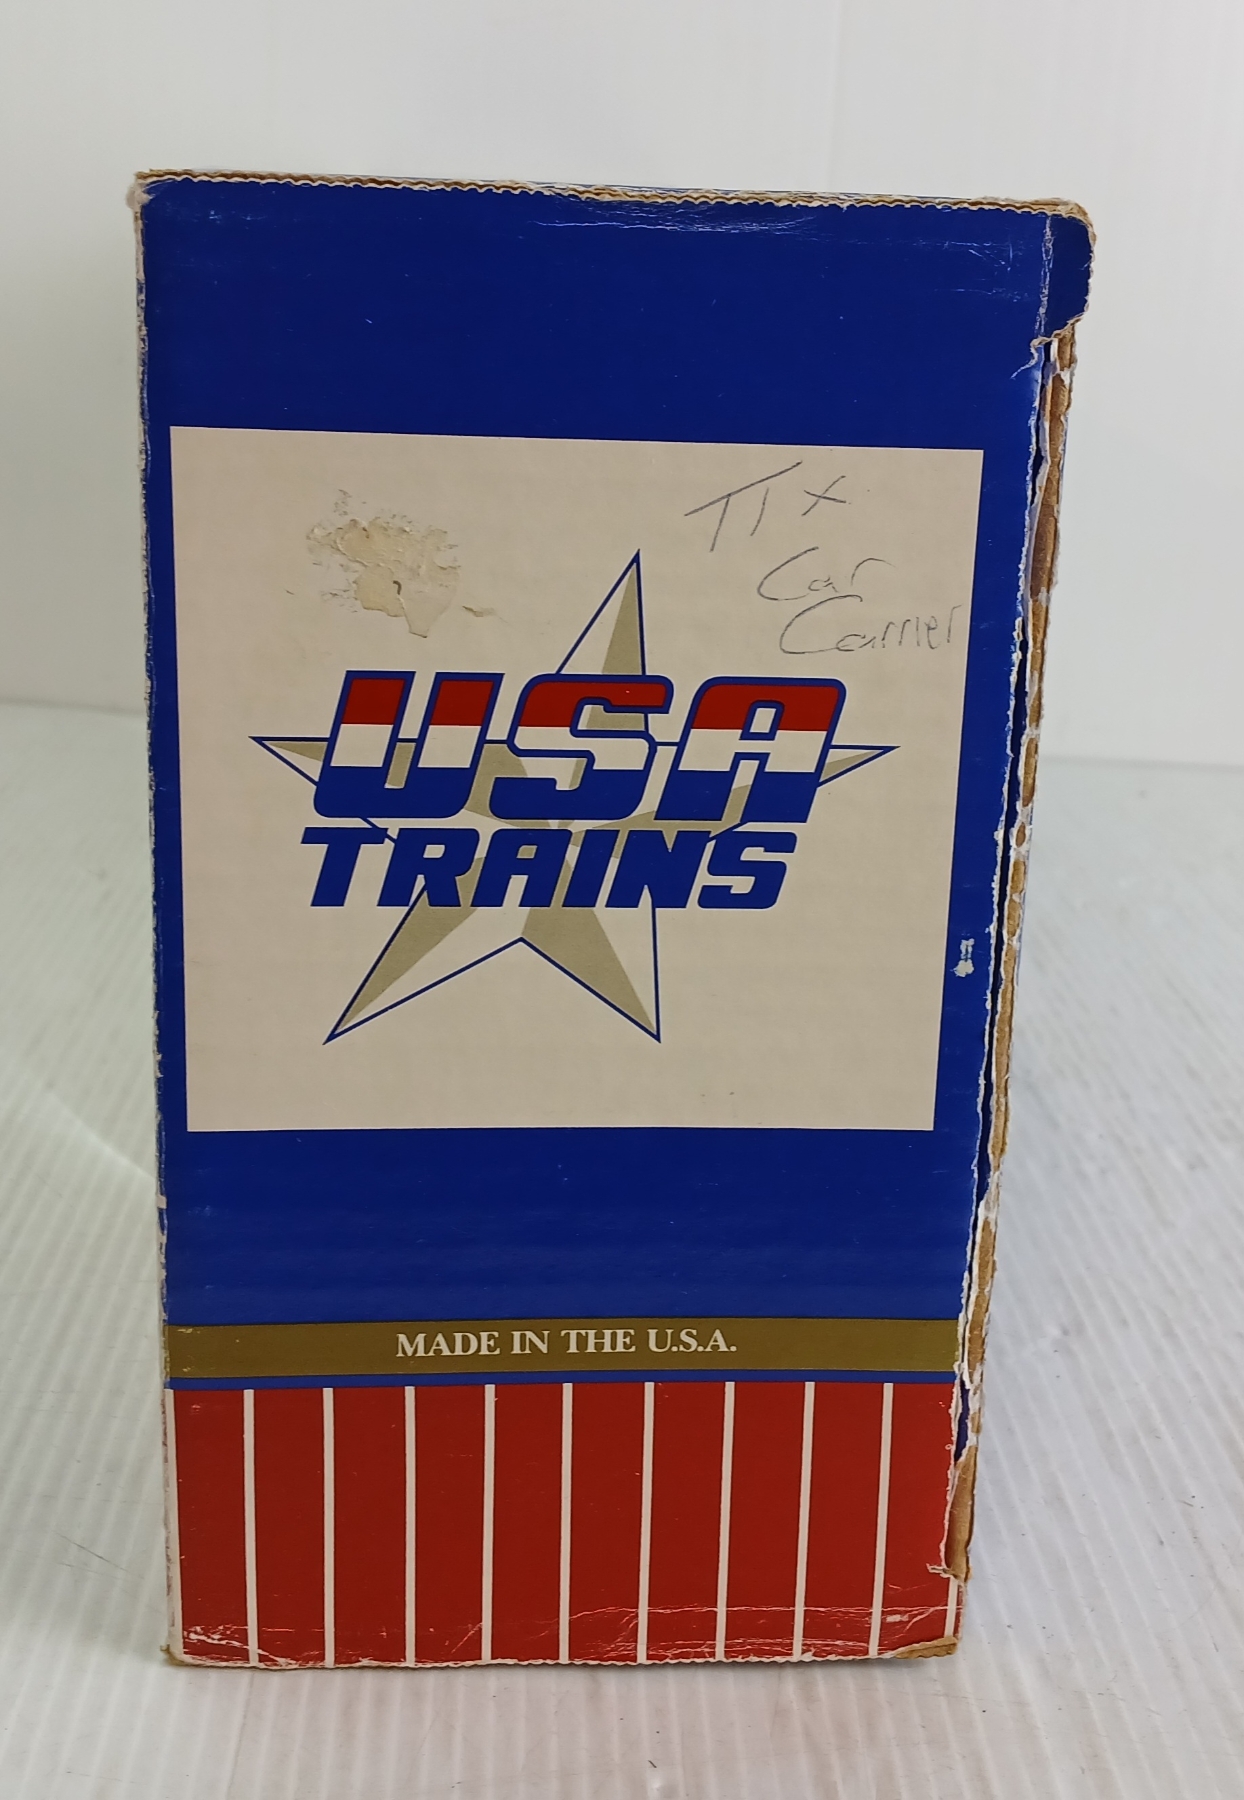 TTX
Car
Carrier
USA
TRAINS
MADE IN THE U.S.A.